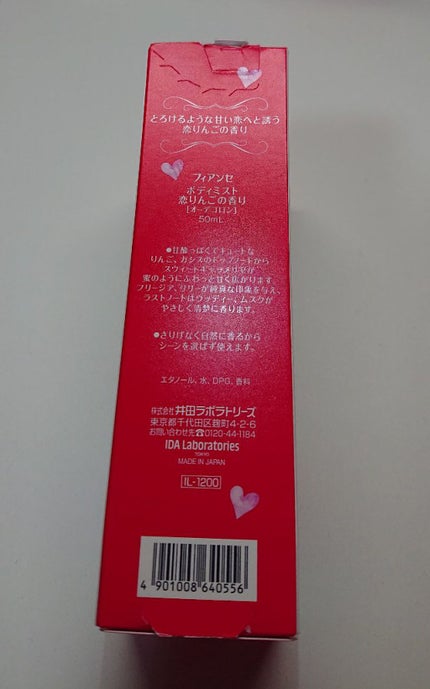 とろけるような甘い恋へと誘う
恋りんごの香り
フィアンセ
ボディミスト
恋りんごの香り
[オーデコロン]
50mL
●甘酸っぱくてキュートな
りんご、カシスのトップノートから
スウィートキャラメル
蜜のようにふわっと甘く広がります
フリージア、リリーが純真な印象を与え、
ラストノートはウッディーとムスクが
やさしく清楚に香ります。
●さりげなく自然に香るから
シーンを選ばず使えます。
エタノール、水、DPG、香料
株式会社 井田ラボラトリーズ
東京都千代田区麹町4-2-6
お問い合わせ先☎0120-44-1184
IDA Laboratories
TOKYO
MADE IN JAPAN
IL-1200
4 901008 640556